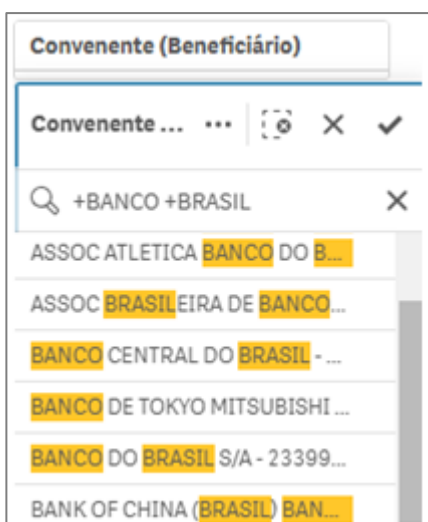 Convenente (Beneficiário)
Convenente ... ...
+BANCO +BRASIL
ASSOC ATLETICA BANCO DO B...
ASSOC BRASILEIRA DE BANCO...
BANCO CENTRAL DO BRASIL - ...
BANCO DE TOKYO MITSUBISHI ...
BANCO DO BRASIL S/A - 23399...
BANK OF CHINA (BRASIL) BAN...